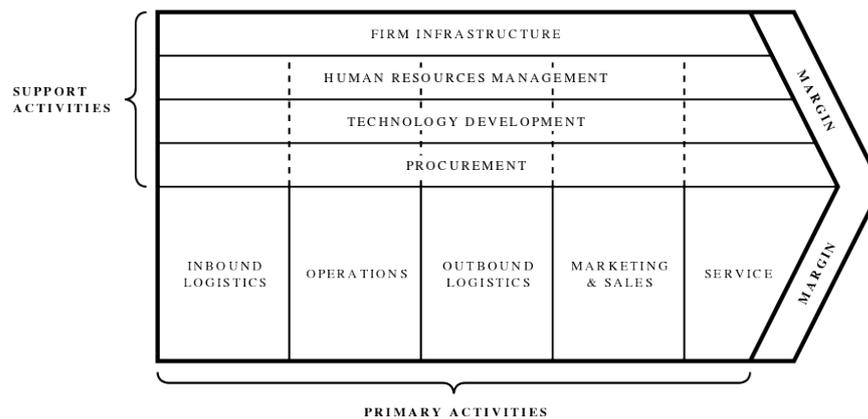 FIRM INFRASTRUCTURE
HUMAN RESOURCES MANAGEMENT
SUPPORT
ACTIVITIES
TECHNOLOGY DEVELOPMENT
PROCUREMENT
MARGIN
INBOUND
LOGISTICS
OPERATIONS
OUTBOUND
LOGISTICS
MARKETING
& SALES
SERVICE
MARGIN
PRIMARY ACTIVITIES